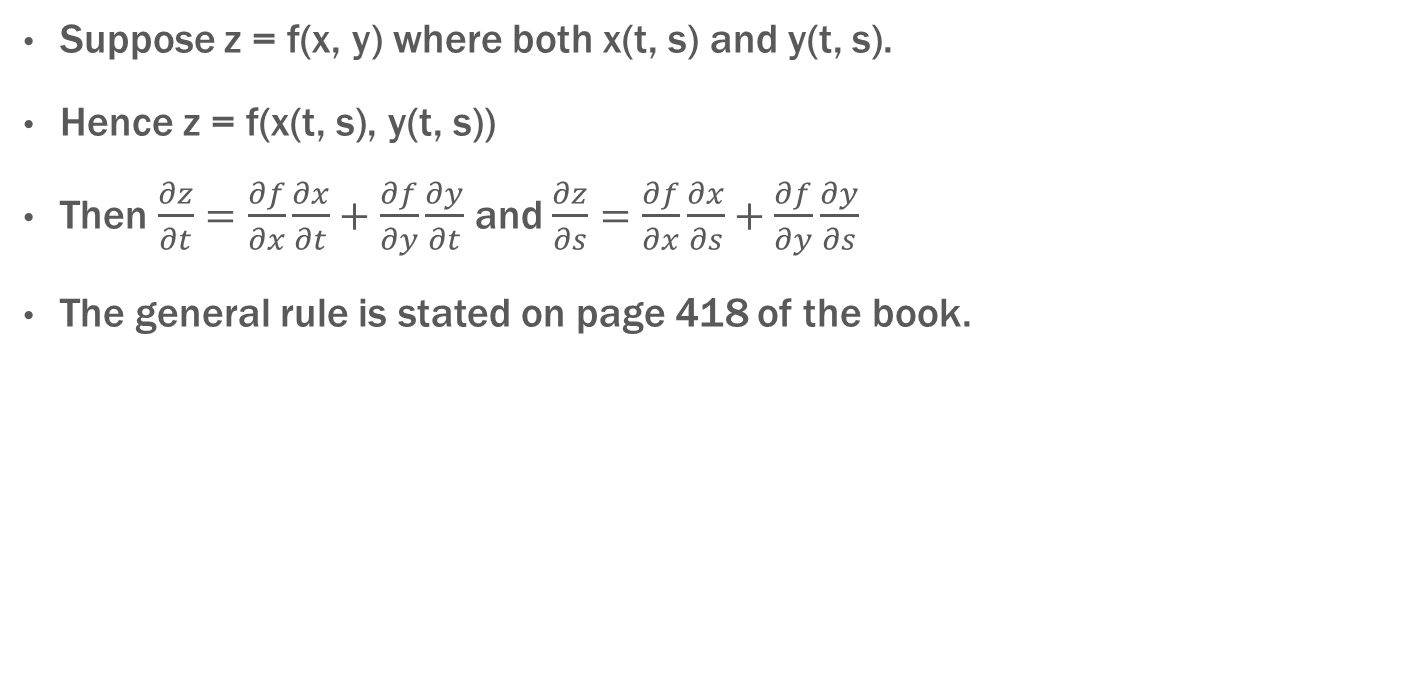 • Suppose z = f(x, y) where both x(t, s) and y(t, s).
• Hence z = f(x(t, s), y(t, s))
• Then ∂z/∂t = ∂f/∂x ∂x/∂t + ∂f/∂y ∂y/∂t and ∂z/∂s = ∂f/∂x ∂x/∂s + ∂f/∂y ∂y/∂s
• The general rule is stated on page 418 of the book.